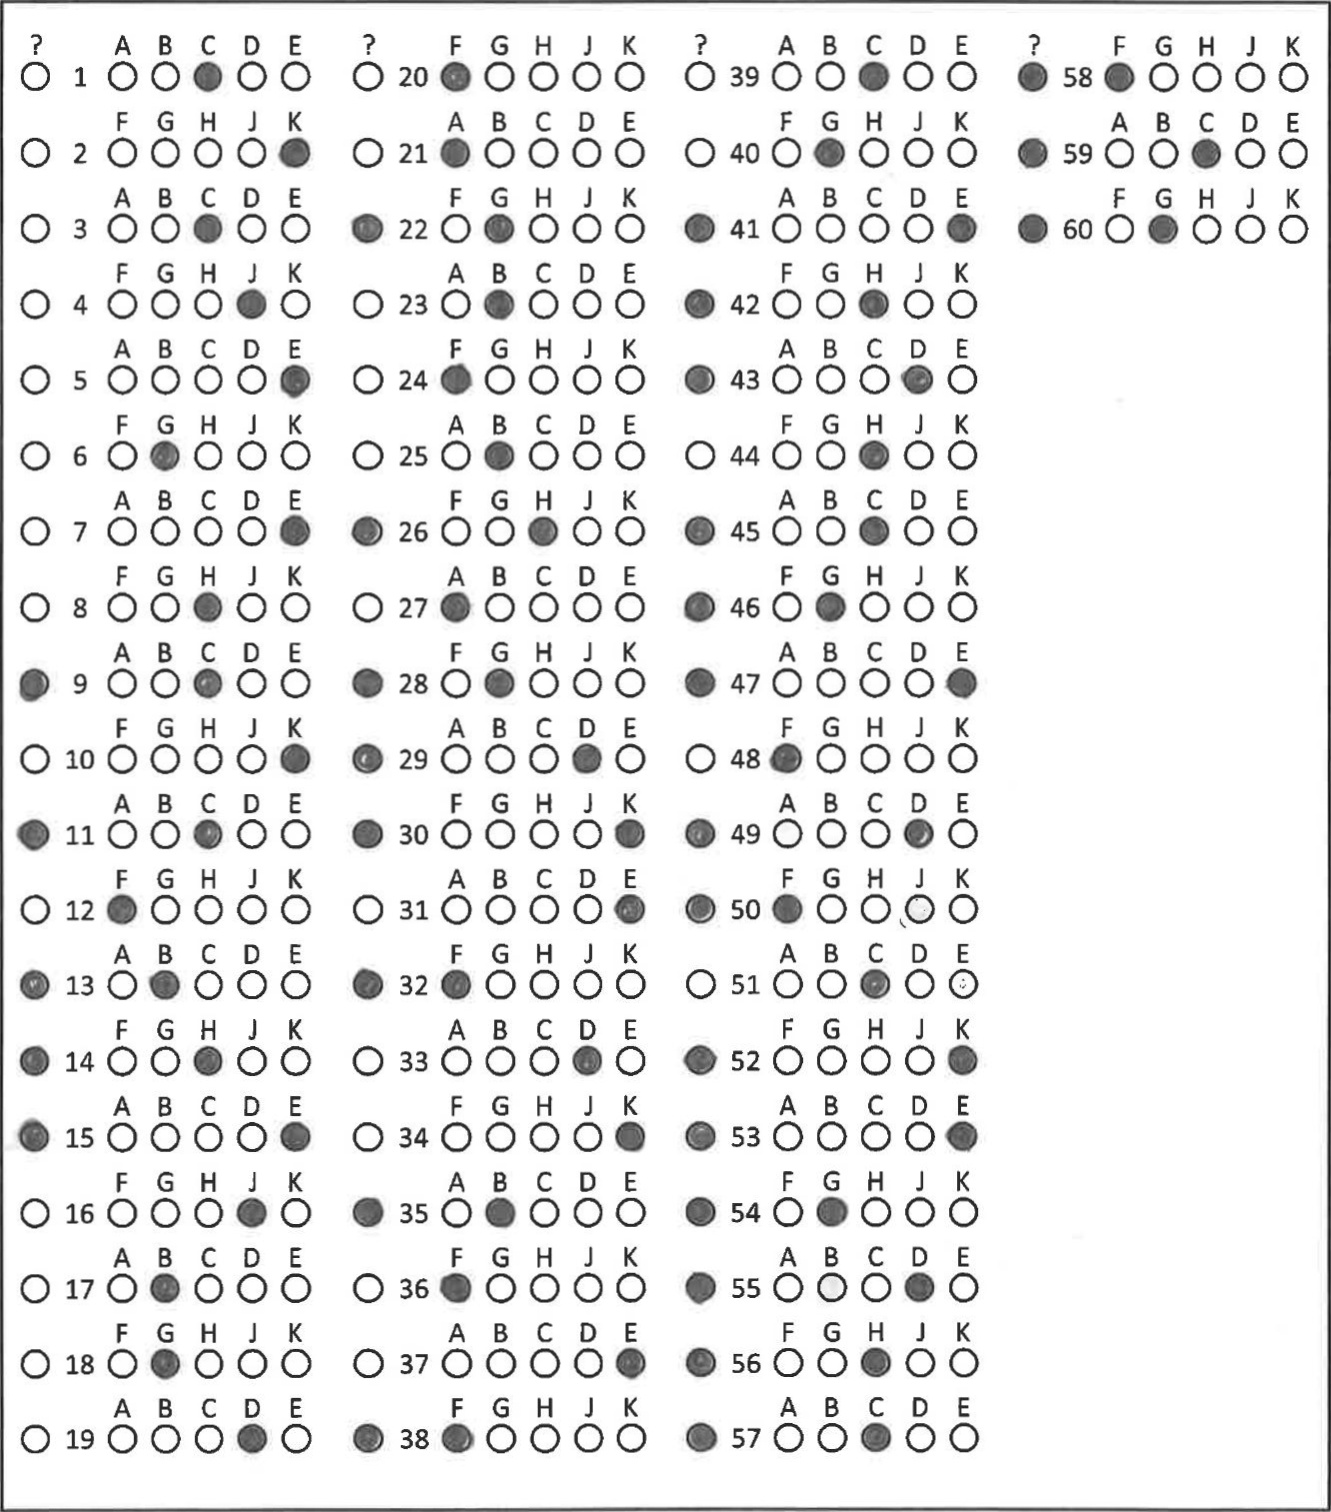 ? A B C D E ? F G H J K ? A B C D E ? F G H J K
1 20 39 58
F G H J K A B C D E F G H J K A B C D E
2 21 40 59
A B C D E F G H J K A B C D E F G H J K
3 22 41 60
F G H J K A B C D E F G H J K
4 23 42
A B C D E F G H J K A B C D E
5 24 43
F G H J K A B C D E F G H J K
6 25 44
A B C D E F G H J K A B C D E
7 26 45
F G H J K A B C D E F G H J K
8 27 46
A B C D E F G H J K A B C D E
9 28 47
F G H J K A B C D E F G H J K
10 29 48
A B C D E F G H J K A B C D E
11 30 49
F G H J K A B C D E F G H J K
12 31 50
A B C D E F G H J K A B C D E
13 32 51
F G H J K A B C D E F G H J K
14 33 52
A B C D E F G H J K A B C D E
15 34 53
F G H J K A B C D E F G H J K
16 35 54
A B C D E F G H J K A B C D E
17 36 55
F G H J K A B C D E F G H J K
18 37 56
A B C D E F G H J K A B C D E
19 38 57